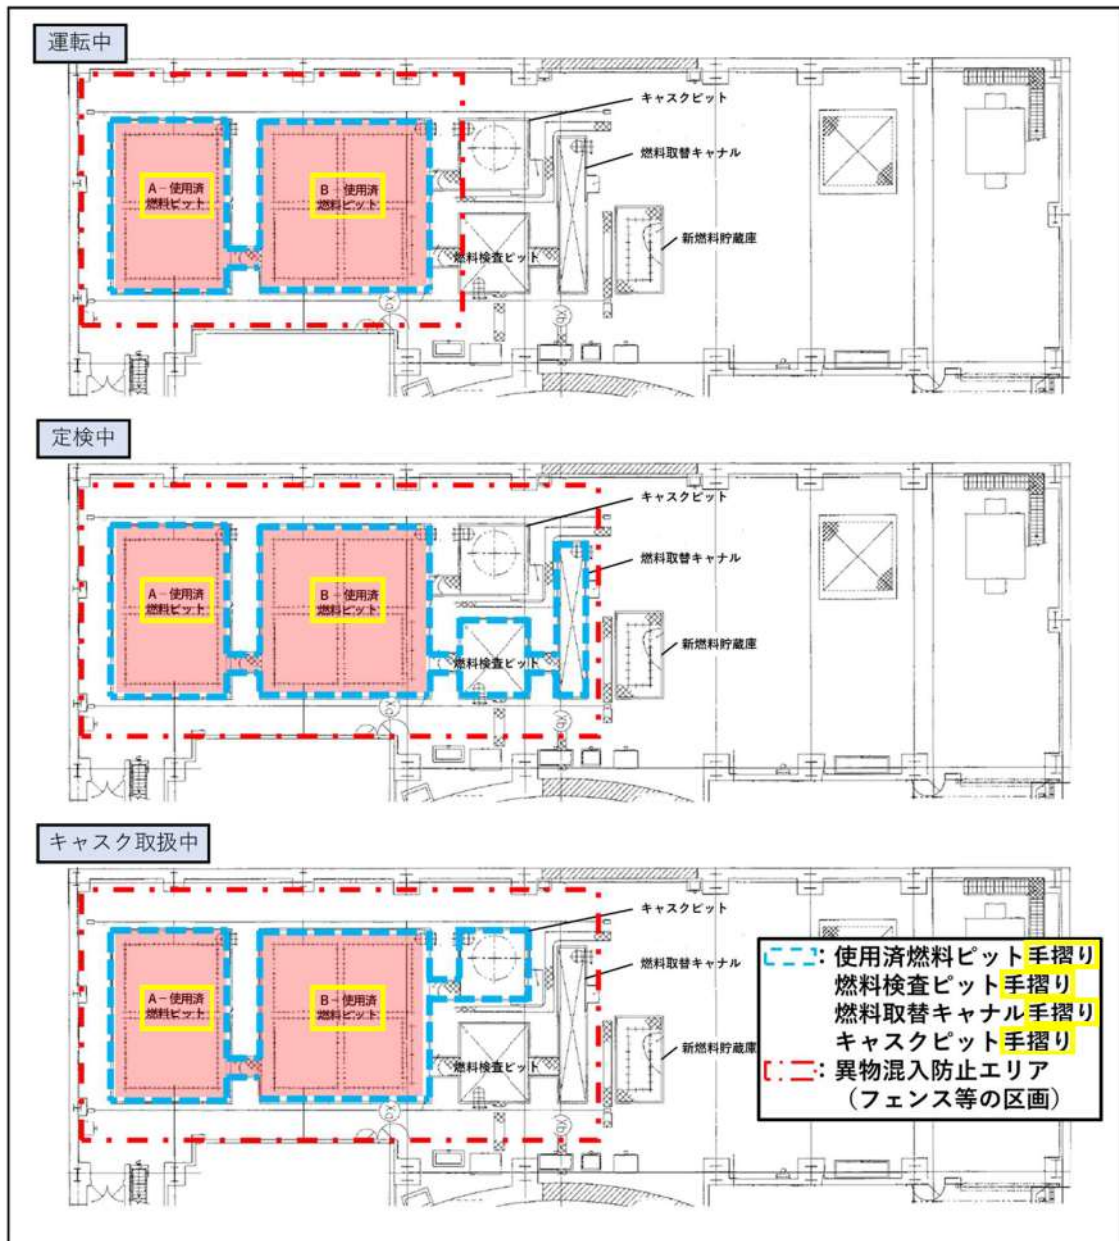 運転中
キャスクピット
燃料取替キャナル
A－使用済
燃料ピット
B－使用済
燃料ピット
新燃料貯蔵庫
燃料検査ピット
定検中
キャスクピット
燃料取替キャナル
A－使用済
燃料ピット
B－使用済
燃料ピット
新燃料貯蔵庫
燃料検査ピット
キャスク取扱中
キャスクピット
燃料取替キャナル
A－使用済
燃料ピット
B－使用済
燃料ピット
新燃料貯蔵庫
燃料検査ピット
：使用済燃料ピット手摺り
燃料検査ピット手摺り
燃料取替キャナル手摺り
キャスクピット手摺り
：異物混入防止エリア
（フェンス等の区画）